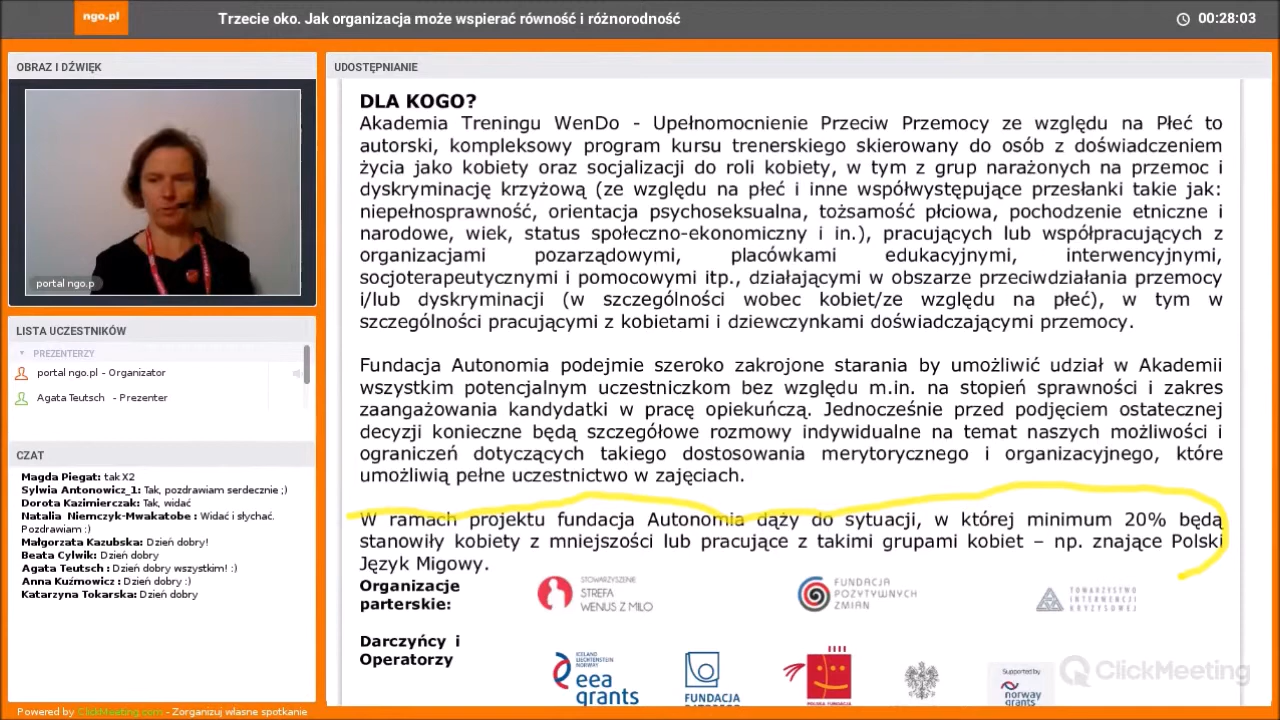 ngo.pl
Trzecie oko. Jak organizacja może wspierać równość i różnorodność
00:28:03
OBRAZ I DŹWIĘK
portal ngo.p
LISTA UCZESTNIKÓW
PREZENTERZY
portal ngo.pl - Organizator
Agata Teutsch - Prezenter
CZAT
Magda Piegat: tak X2
Sylwia Antonowicz_1: Tak, pozdrawiam serdecznie ;)
Dorota Kazimierczak: Tak, widać
Natalia Niemczyk-Mwakatobe : Widać i słychać.
Pozdrawiam :)
Małgorzata Kazubska: Dzień dobry!
Beata Cylwik: Dzień dobry
Agata Teutsch : Dzień dobry wszystkim! :)
Anna Kuźmowicz : Dzień dobry :)
Katarzyna Tokarska: Dzień dobry
Powered by ClickMeeting.com - Zorganizuj własne spotkanie
UDOSTĘPNIANIE
DLA KOGO?
Akademia Treningu WenDo - Upełnomocnienie Przeciw Przemocy ze względu na Płeć to
autorski, kompleksowy program kursu trenerskiego skierowany do osób z doświadczeniem
życia jako kobiety oraz socjalizacji do roli kobiety, w tym z grup narażonych na przemoc i
dyskryminację krzyżową (ze względu na płeć i inne współwystępujące przesłanki takie jak:
niepełnosprawność, orientacja psychoseksualna, tożsamość płciowa, pochodzenie etniczne i
narodowe, wiek, status społeczno-ekonomiczny i in.), pracujących lub współpracujących z
organizacjami pozarządowymi, placówkami edukacyjnymi, interwencyjnymi,
socjoterapeutycznymi i pomocowymi itp., działającymi w obszarze przeciwdziałania przemocy
i/lub dyskryminacji (w szczególności wobec kobiet/ze względu na płeć), w tym w
szczególności pracującymi z kobietami i dziewczynkami doświadczającymi przemocy.
Fundacja Autonomia podejmie szeroko zakrojone starania by umożliwić udział w Akademii
wszystkim potencjalnym uczestniczkom bez względu m.in. na stopień sprawności i zakres
zaangażowania kandydatki w pracę opiekuńczą. Jednocześnie przed podjęciem ostatecznej
decyzji konieczne będą szczegółowe rozmowy indywidualne na temat naszych możliwości i
ograniczeń dotyczących takiego dostosowania merytorycznego i organizacyjnego, które
umożliwią pełne uczestnictwo w zajęciach.
W ramach projektu fundacja Autonomia dąży do sytuacji, w której minimum 20% będą
stanowiły kobiety z mniejszości lub pracujące z takimi grupami kobiet – np. znające Polski
Język Migowy.
Organizacje
parterskie:
STOWARZYSZENIE
STREFA
WENUS Z MILO
FUNDACJA
POZYTYWNYCH
ZMIAN
TOWARZYSTWO
INTERWENCJI
KRYZYSOWEJ
Darczyńcy i
Operatorzy
ICELAND
LIECHTENSTEIN
NORWAY
eea
grants
FUNDACJA
Supported by
norway
grants
ClickMeeting